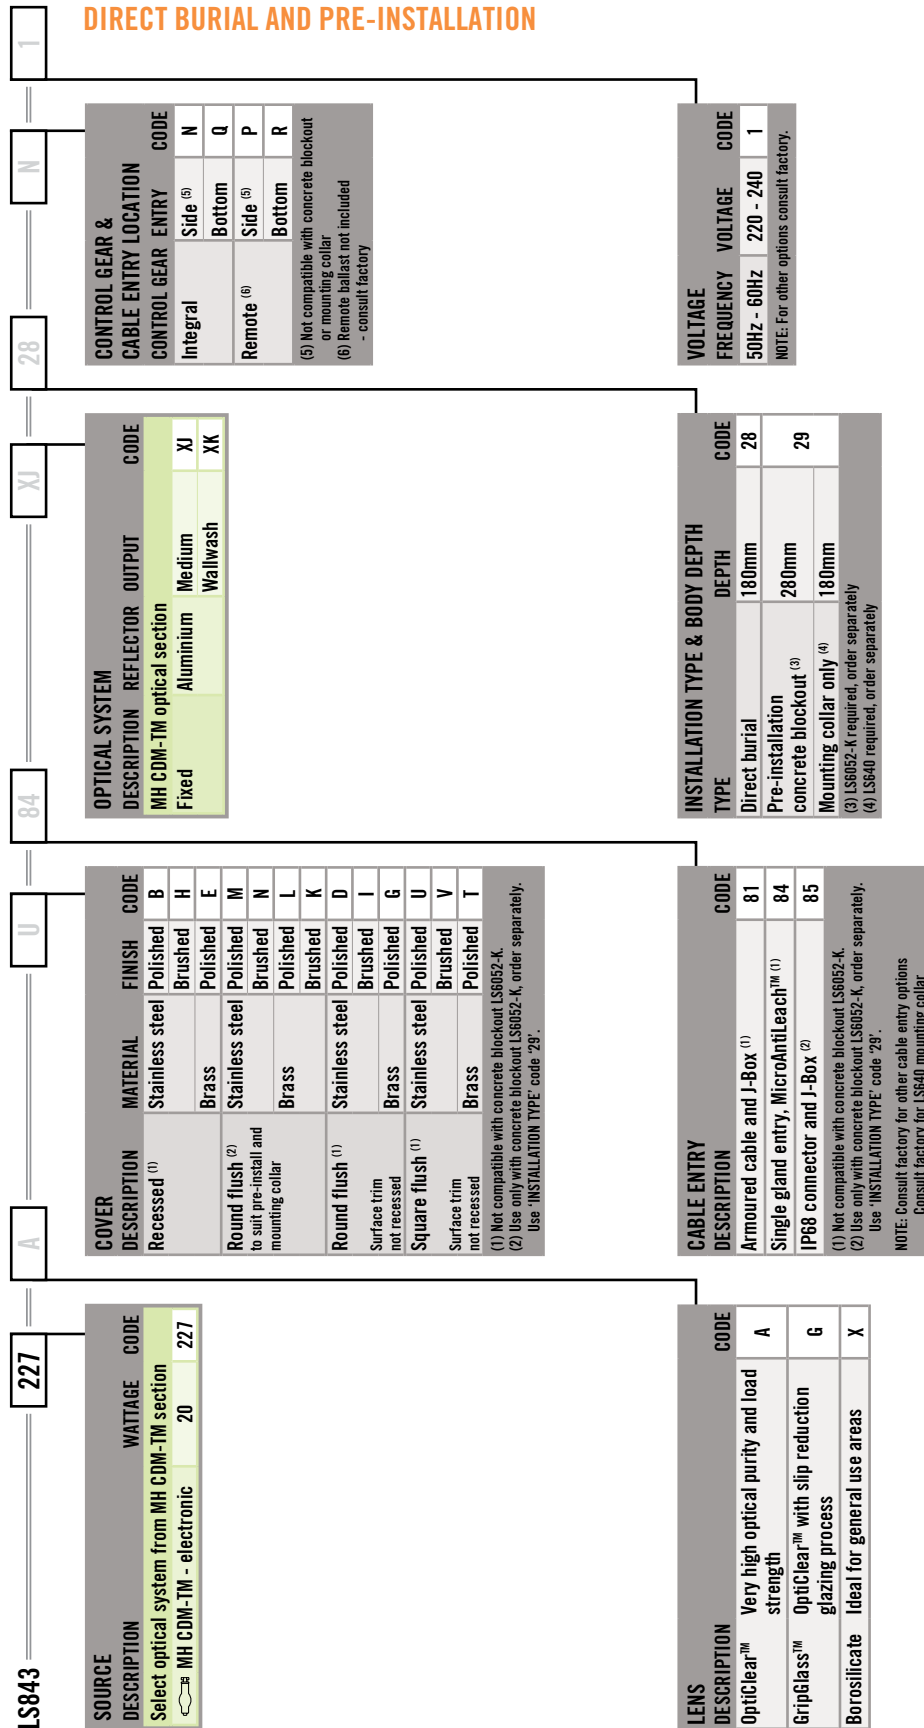 DIRECT BURIAL AND PRE-INSTALLATION
LS843 227 A U 84 XJ 28 N 1
SOURCE
DESCRIPTION WATTAGE CODE
Select optical system from MH CDM-TM section
MH CDM-TM - electronic 20 227
LENS
DESCRIPTION CODE
OptiClear™ Very high optical purity and load A
strength
GripGlass™ OptiClear™ with slip reduction G
glazing process
Borosilicate Ideal for general use areas X
COVER
DESCRIPTION MATERIAL FINISH CODE
Recessed (1) Stainless steel Polished B
Brushed H
Brass Polished E
Round flush (2) Stainless steel Polished M
to suit pre-install and Brushed N
mounting collar Brass Polished L
Brushed K
Round flush (1) Stainless steel Polished D
Surface trim Brushed I
not recessed Brass Polished G
Square flush (1) Stainless steel Polished U
Surface trim Brushed V
not recessed Brass Polished T
(1) Not compatible with concrete blockout LS6052-K.
(2) Use only with concrete blockout LS6052-K, order separately.
Use ‘INSTALLATION TYPE’ code ‘29’.
CABLE ENTRY
DESCRIPTION CODE
Armoured cable and J-Box (1) 81
Single gland entry, MicroAntiLeach™ (1) 84
IP68 connector and J-Box (2) 85
(1) Not compatible with concrete blockout LS6052-K.
(2) Use only with concrete blockout LS6052-K, order separately.
Use ‘INSTALLATION TYPE’ code ‘29’.
NOTE: Consult factory for other cable entry options
Consult factory for LS640 mounting collar
OPTICAL SYSTEM
DESCRIPTION REFLECTOR OUTPUT CODE
MH CDM-TM optical section
Fixed Aluminium Medium XJ
Wallwash XK
INSTALLATION TYPE & BODY DEPTH
TYPE DEPTH CODE
Direct burial 180mm 28
Pre-installation 280mm 29
concrete blockout (3)
Mounting collar only (4) 180mm
(3) LS6052-K required, order separately
(4) LS640 required, order separately
CONTROL GEAR &
CABLE ENTRY LOCATION
CONTROL GEAR ENTRY CODE
Integral Side (5) N
Bottom Q
Remote (6) Side (5) P
Bottom R
(5) Not compatible with concrete blockout
or mounting collar
(6) Remote ballast not included
- consult factory
VOLTAGE
FREQUENCY VOLTAGE CODE
50Hz - 60Hz 220 - 240 1
NOTE: For other options consult factory.